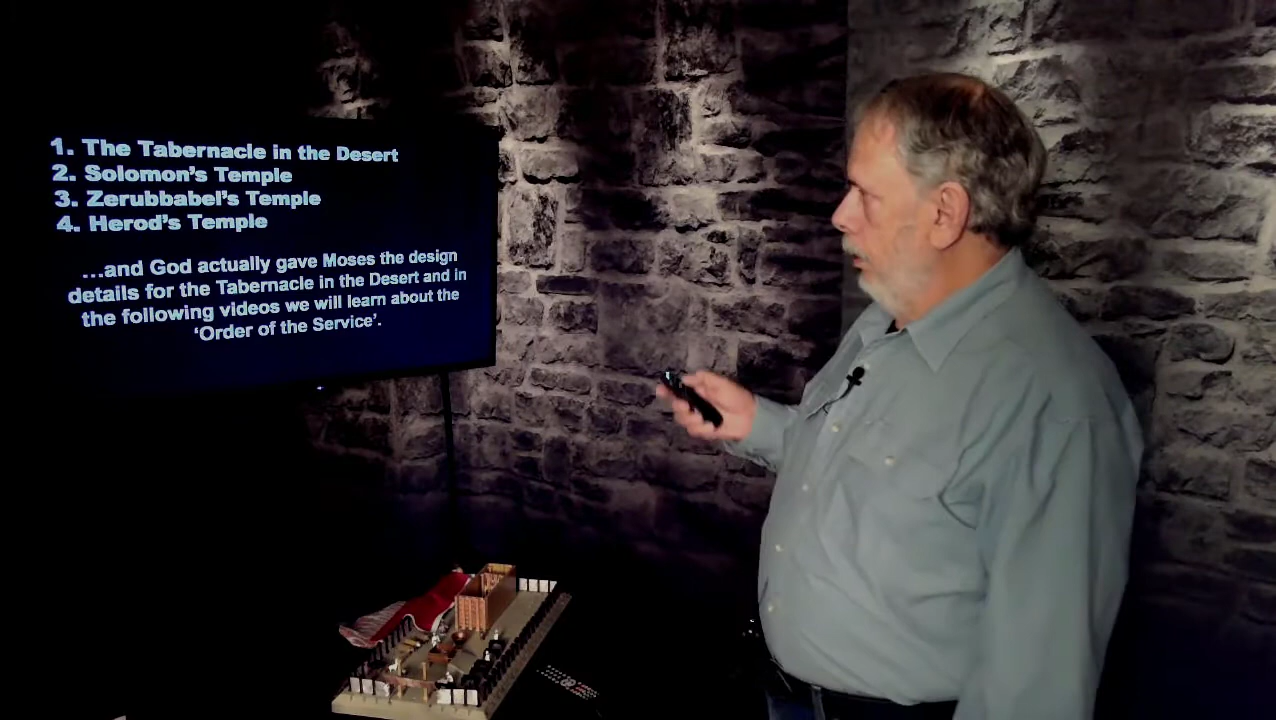 1. The Tabernacle in the Desert
2. Solomon's Temple
3. Zerubbabel's Temple
4. Herod's Temple
...and God actually gave Moses the design
details for the Tabernacle in the Desert and in
the following videos we will learn about the
'Order of the Service'.